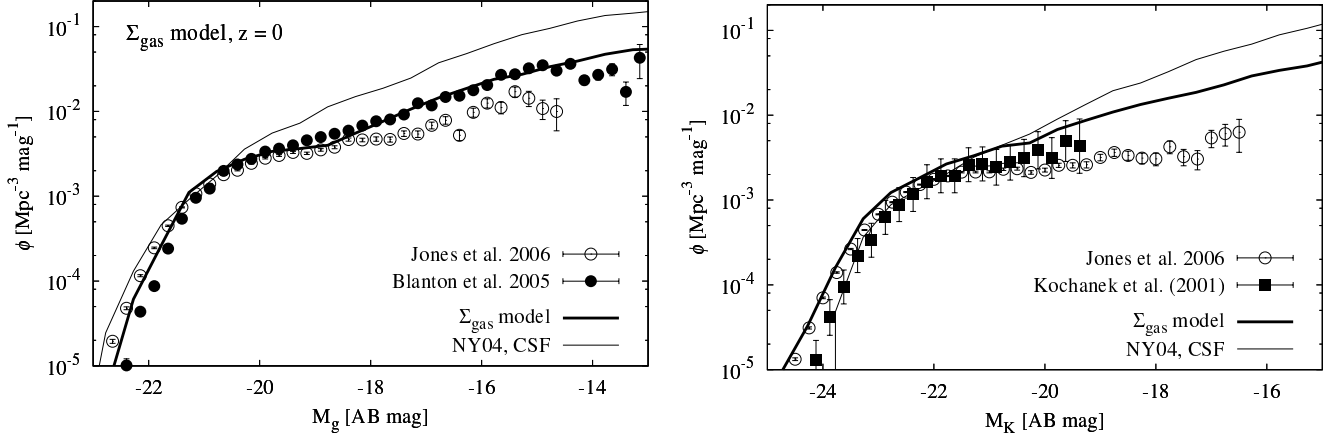 Σgas model, z = 0
10^-1
10^-2
10^-3
10^-4
10^-5
ϕ [Mpc^-3 mag^-1]
Jones et al. 2006
Blanton et al. 2005
Σgas model
NY04, CSF
-22 -20 -18 -16 -14
Mg [AB mag]
10^-1
10^-2
10^-3
10^-4
10^-5
ϕ [Mpc^-3 mag^-1]
Jones et al. 2006
Kochanek et al. (2001)
Σgas model
NY04, CSF
-24 -22 -20 -18 -16
MK [AB mag]